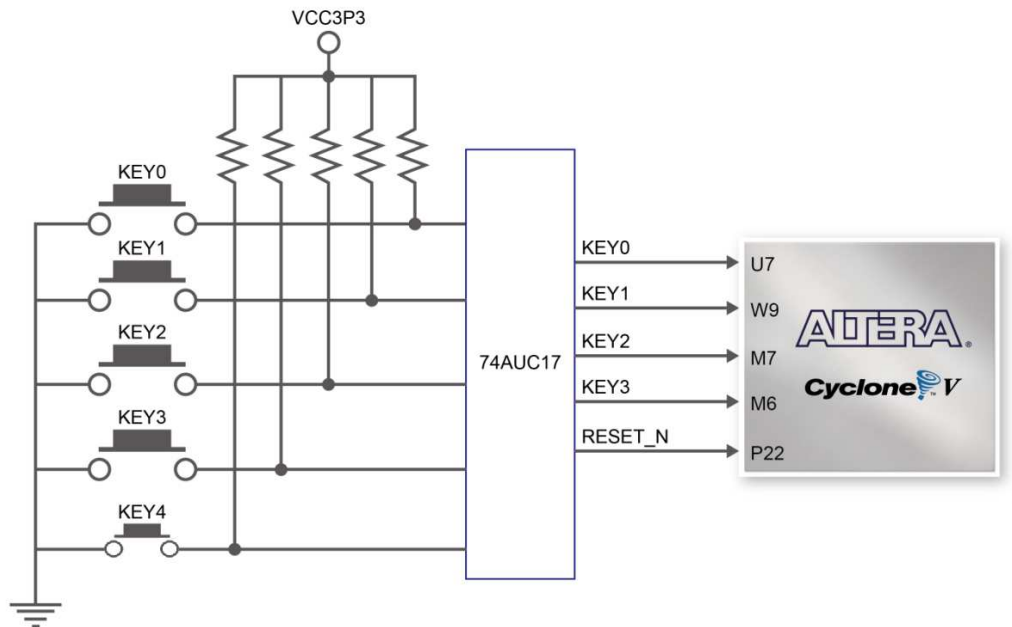 VCC3P3
KEY0
KEY1
KEY2
KEY3
KEY4
74AUC17
KEY0
KEY1
KEY2
KEY3
RESET_N
U7
W9
M7
M6
P22
ALTERA.
Cyclone V